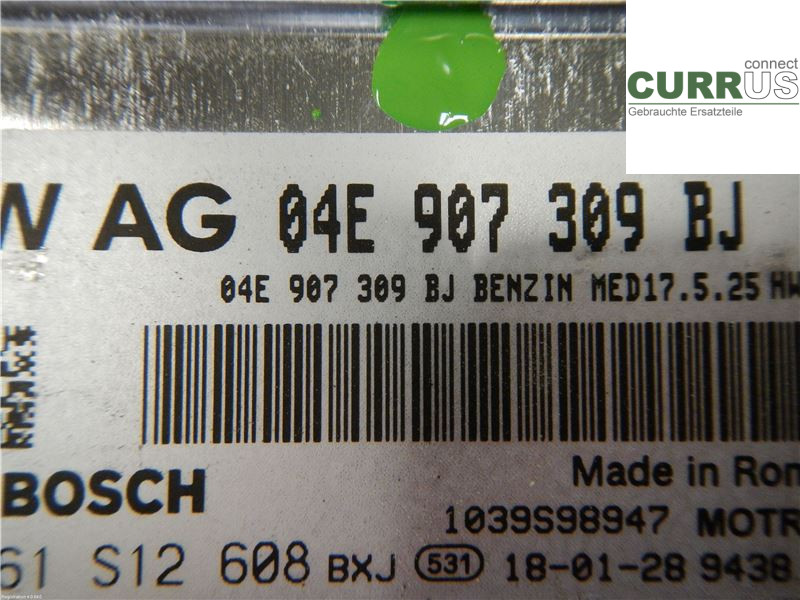 connect
CURRUS
Gebrauchte Ersatzteile
W AG 04E 907 309 BJ
04E 907 309 BJ BENZIN MED17.5.25 HW
BOSCH
Made in Rom
1039S98947 MOTR
61 S12 608 BXJ 531 18-01-28 9438